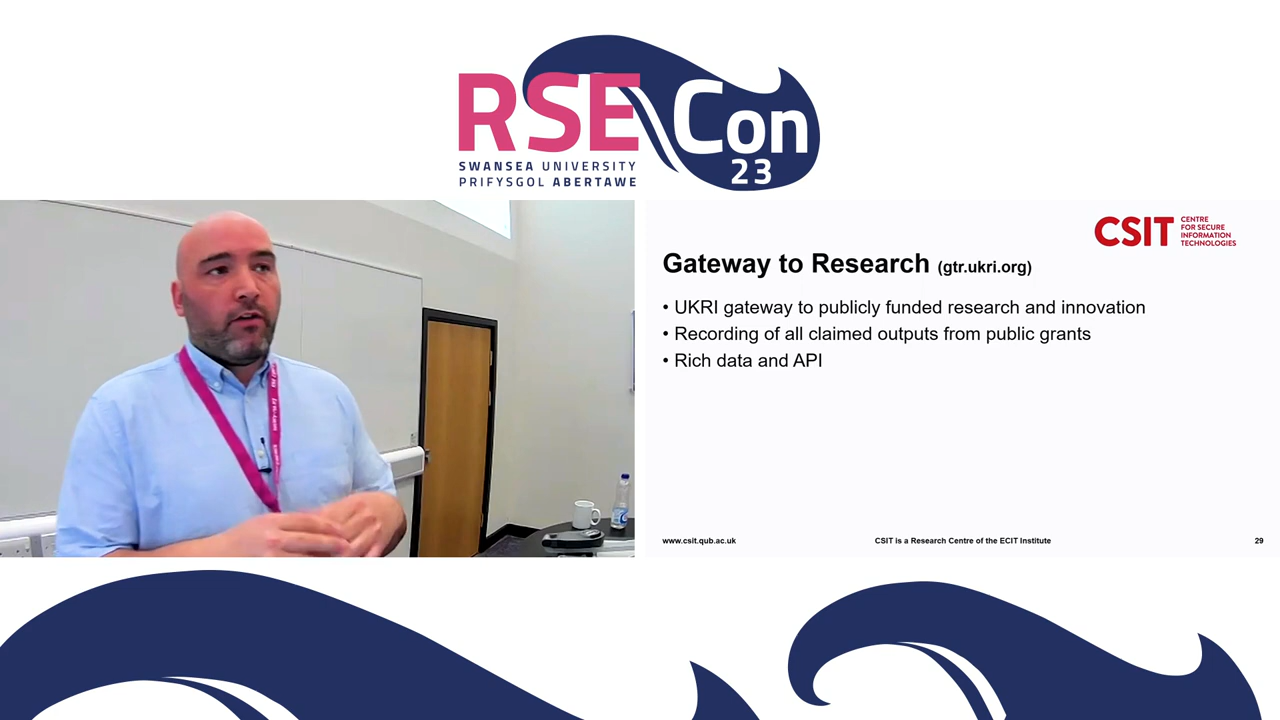 RSE Con
23
SWANSEA UNIVERSITY
PRIFYSGOL ABERTAWE
CSIT CENTRE
FOR SECURE
INFORMATION
TECHNOLOGIES
Gateway to Research (gtr.ukri.org)
• UKRI gateway to publicly funded research and innovation
• Recording of all claimed outputs from public grants
• Rich data and API
www.csit.qub.ac.uk CSIT is a Research Centre of the ECIT Institute 29